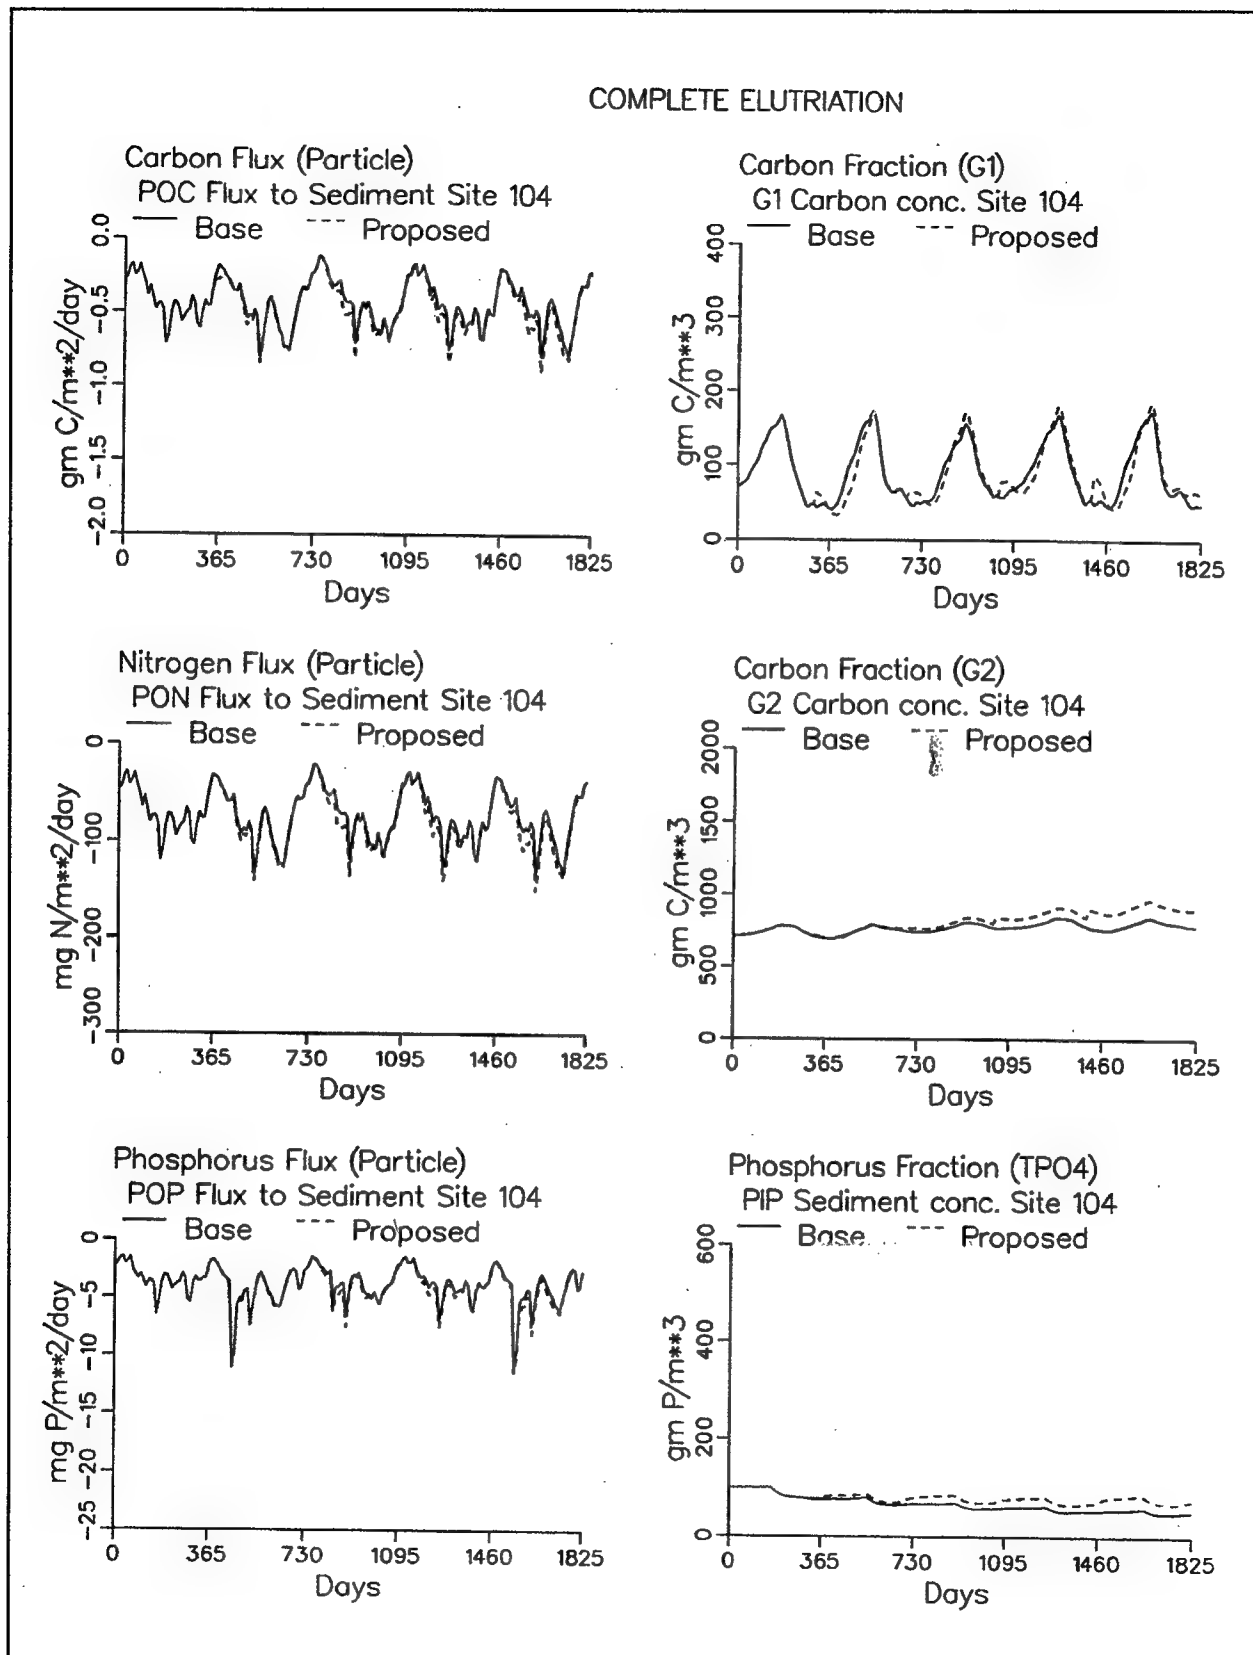 COMPLETE ELUTRIATION
Carbon Flux (Particle)
POC Flux to Sediment Site 104
Base Proposed
0.0
-0.5
-1.0
-1.5
-2.0
gm C/m**2/day
0 365 730 1095 1460 1825
Days
Carbon Fraction (G1)
G1 Carbon conc. Site 104
Base Proposed
400
300
200
100
0
gm C/m**3
0 365 730 1095 1460 1825
Days
Nitrogen Flux (Particle)
PON Flux to Sediment Site 104
Base Proposed
0
-100
-200
-300
mg N/m**2/day
0 365 730 1095 1460 1825
Days
Carbon Fraction (G2)
G2 Carbon conc. Site 104
Base Proposed
2000
1500
1000
500
0
gm C/m**3
0 365 730 1095 1460 1825
Days
Phosphorus Flux (Particle)
POP Flux to Sediment Site 104
Base Proposed
0
-5
-10
-15
-20
-25
mg P/m**2/day
0 365 730 1095 1460 1825
Days
Phosphorus Fraction (TPO4)
PIP Sediment conc. Site 104
Base Proposed
600
400
200
0
gm P/m**3
0 365 730 1095 1460 1825
Days